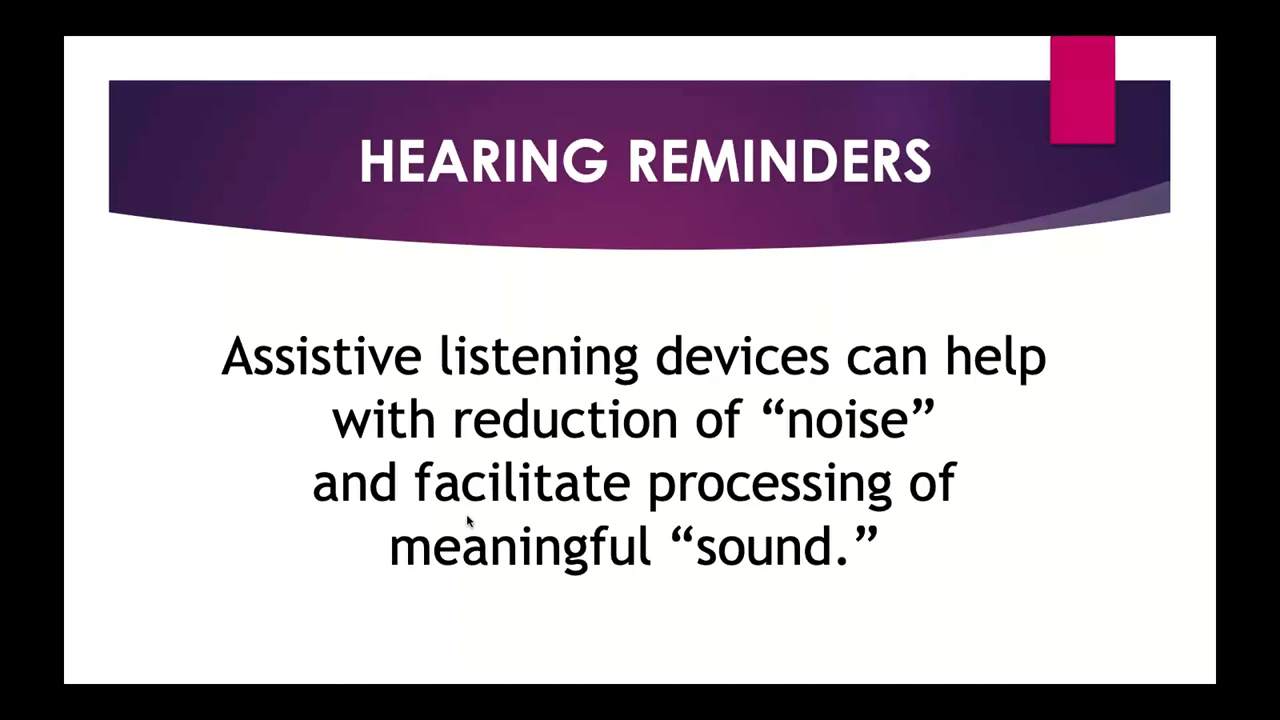 HEARING REMINDERS
Assistive listening devices can help
with reduction of “noise”
and facilitate processing of
meaningful “sound.”